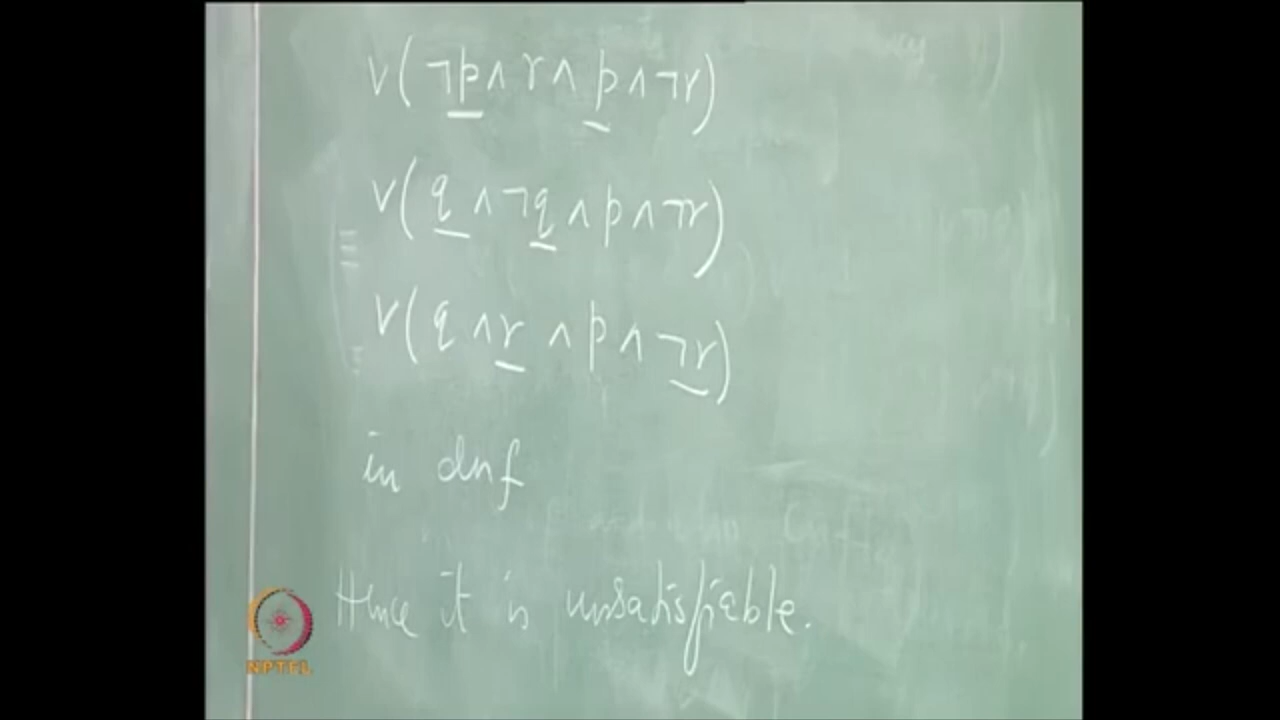 ∨(¬p∧r∧p∧¬r)
∨(q∧¬q∧p∧¬r)
≡
∨(q∧r∧p∧¬r)
in dnf
Hence it is unsatisfiable.
NPTEL